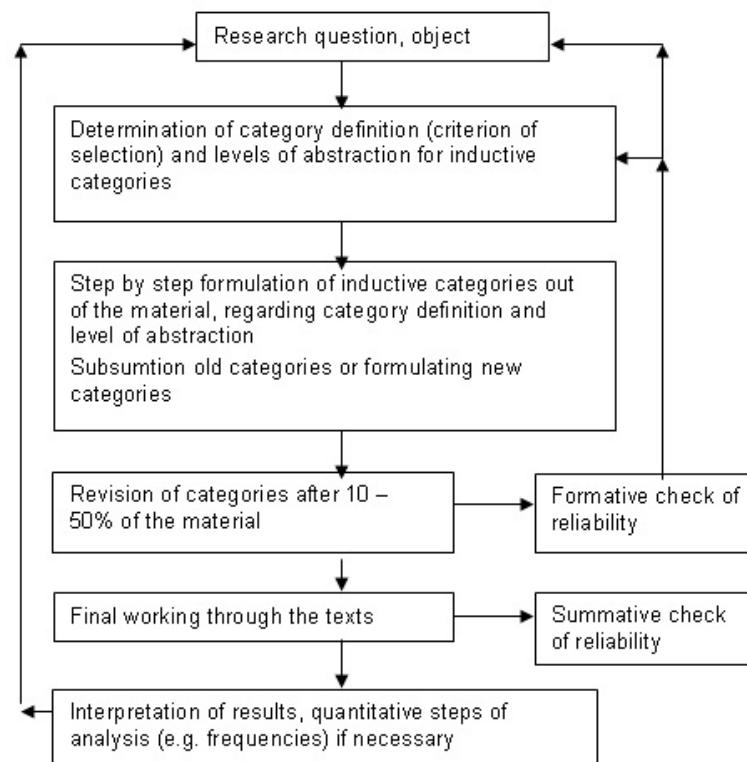 Research question, object
Determination of category definition (criterion of
selection) and levels of abstraction for inductive
categories
Step by step formulation of inductive categories out
of the material, regarding category definition and
level of abstraction
Subsumtion old categories or formulating new
categories
Revision of categories after 10 –
50% of the material
Formative check of
reliability
Final working through the texts
Summative check
of reliability
Interpretation of results, quantitative steps of
analysis (e.g. frequencies) if necessary